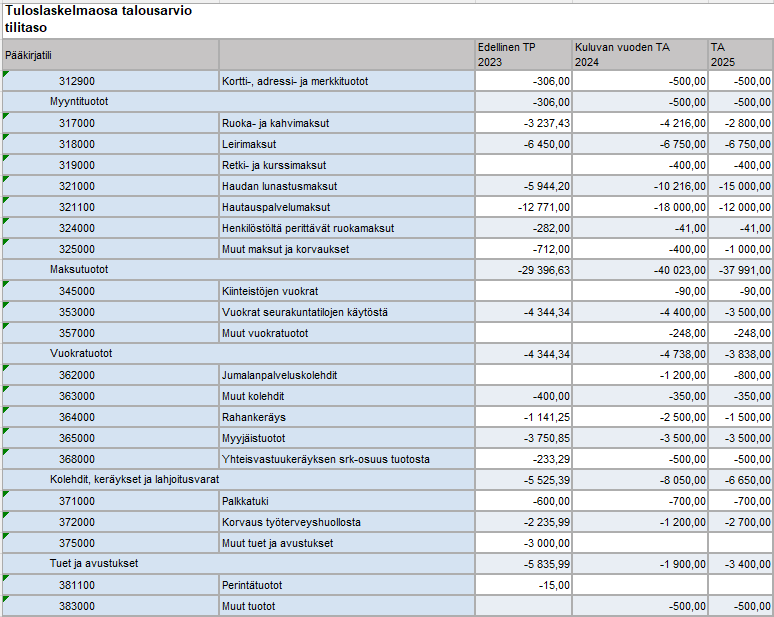 Tuloslaskelmaosa talousarvio
tilitaso
Pääkirjatili Edellinen TP Kuluvan vuoden TA TA
2023 2024 2025
312900 Kortti-, adressi- ja merkkituotot -306,00 -500,00 -500,00
Myyntituotot -306,00 -500,00 -500,00
317000 Ruoka- ja kahvimaksut -3 237,43 -4 216,00 -2 800,00
318000 Leirimaksut -6 450,00 -6 750,00 -6 750,00
319000 Retki- ja kurssimaksut -400,00 -400,00
321000 Haudan lunastusmaksut -5 944,20 -10 216,00 -15 000,00
321100 Hautauspalvelumaksut -12 771,00 -18 000,00 -12 000,00
324000 Henkilöstöltä perittävät ruokamaksut -282,00 -41,00 -41,00
325000 Muut maksut ja korvaukset -712,00 -400,00 -1 000,00
Maksutuotot -29 396,63 -40 023,00 -37 991,00
345000 Kiinteistöjen vuokrat -90,00 -90,00
353000 Vuokrat seurakuntatilojen käytöstä -4 344,34 -4 400,00 -3 500,00
357000 Muut vuokratuotot -248,00 -248,00
Vuokratuotot -4 344,34 -4 738,00 -3 838,00
362000 Jumalanpalveluskolehdit -1 200,00 -800,00
363000 Muut kolehdit -400,00 -350,00 -350,00
364000 Rahankeräys -1 141,25 -2 500,00 -1 500,00
365000 Myyjäistuotot -3 750,85 -3 500,00 -3 500,00
368000 Yhteisvastuukeräyksen srk-osuus tuotosta -233,29 -500,00 -500,00
Kolehdit, keräykset ja lahjoitusvarat -5 525,39 -8 050,00 -6 650,00
371000 Palkkatuki -600,00 -700,00 -700,00
372000 Korvaus työterveyshuollosta -2 235,99 -1 200,00 -2 700,00
375000 Muut tuet ja avustukset -3 000,00
Tuet ja avustukset -5 835,99 -1 900,00 -3 400,00
381100 Perintätuotot -15,00
383000 Muut tuotot -500,00 -500,00